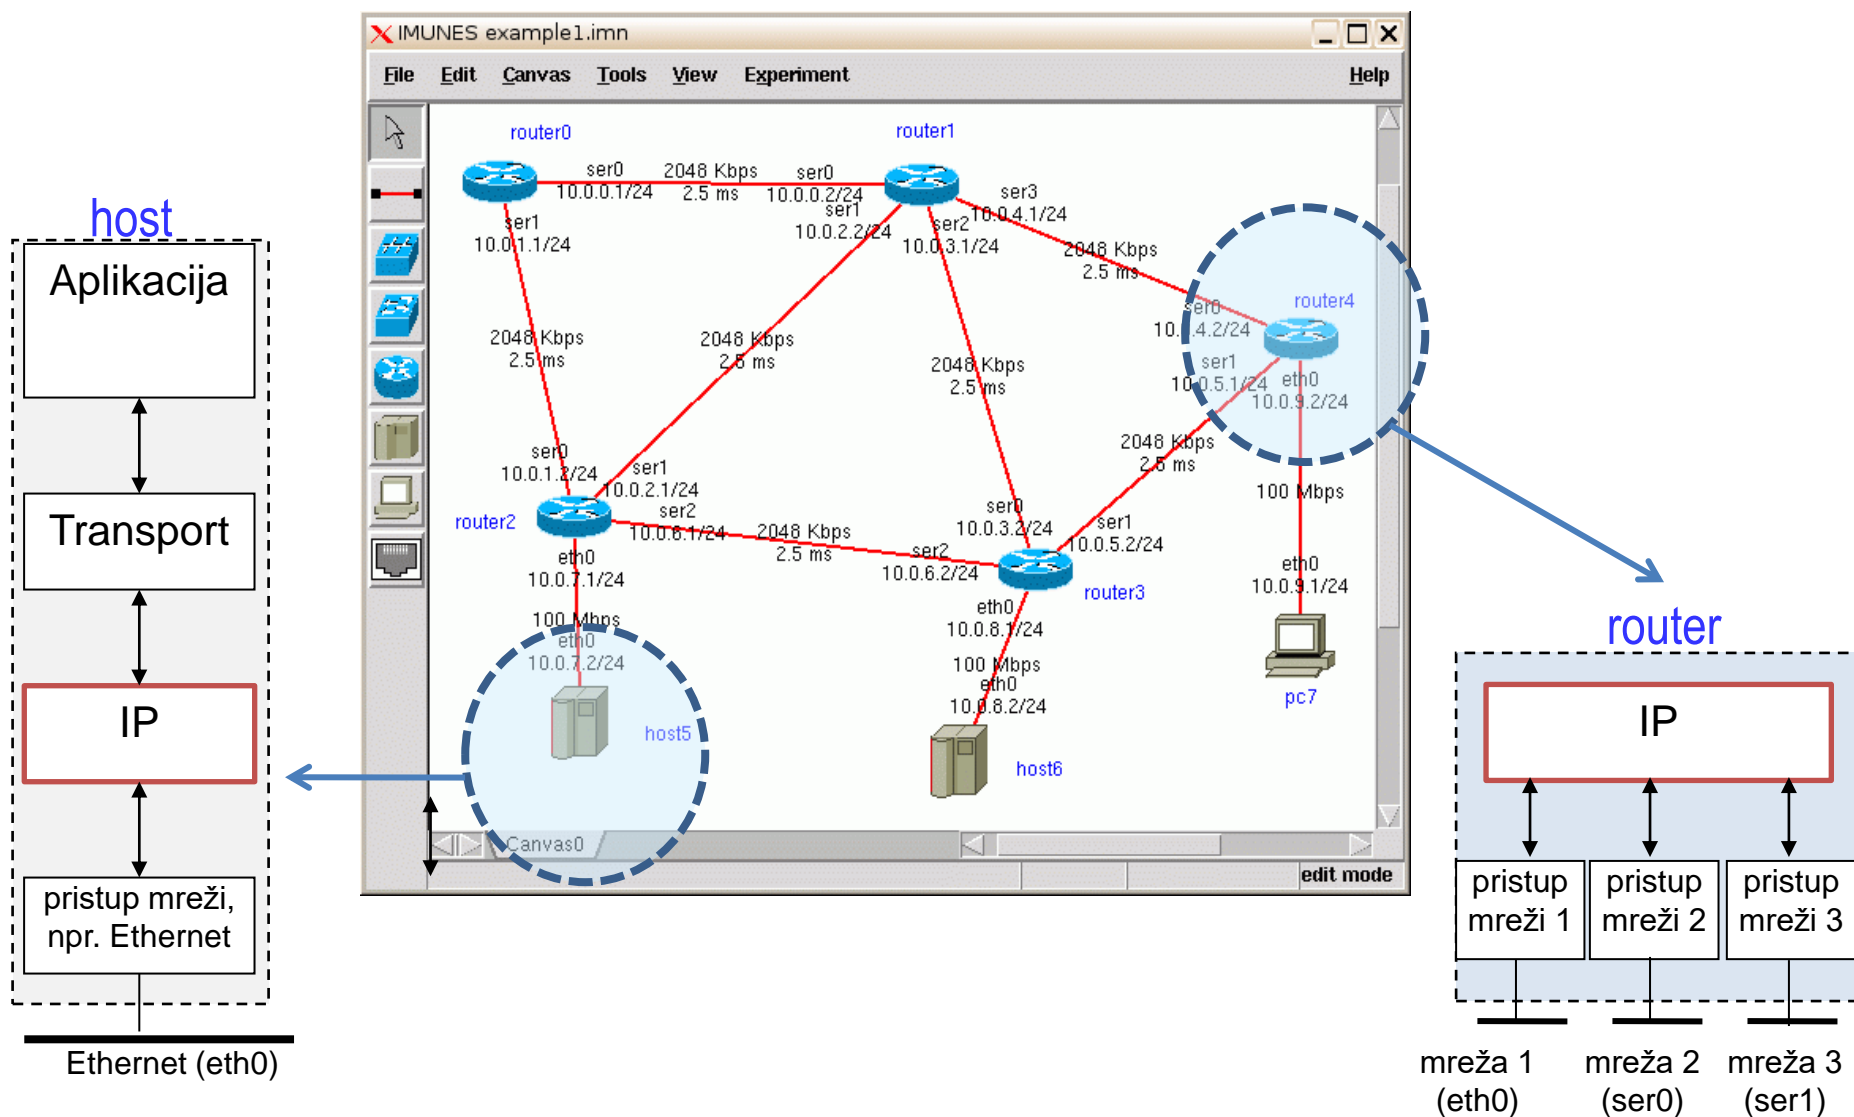 IMUNES example1.imn
File Edit Canvas Tools View Experiment Help
router0
router1
ser0
10.0.0.1/24
2048 Kbps
2.5 ms
ser0
10.0.0.2/24
ser1
10.0.1.1/24
ser1
10.0.2.2/24
ser2
10.0.3.1/24
ser3
10.0.4.1/24
2048 Kbps
2.5 ms
router4
ser0
10.0.4.2/24
ser1
10.0.5.1/24
eth0
10.0.9.2/24
2048 Kbps
2.5 ms
2048 Kbps
2.5 ms
2048 Kbps
2.5 ms
2048 Kbps
2.5 ms
ser0
10.0.1.2/24
ser1
10.0.2.1/24
router2
ser2
10.0.6.1/24
2048 Kbps
2.5 ms
ser2
10.0.6.2/24
ser0
10.0.3.2/24
ser1
10.0.5.2/24
router3
100 Mbps
eth0
10.0.9.1/24
pc7
eth0
10.0.7.1/24
100 Mbps
eth0
10.0.7.2/24
host5
eth0
10.0.8.1/24
100 Mbps
eth0
10.0.8.2/24
host6
Canvas0
edit mode
host
Aplikacija
Transport
IP
pristup mreži,
npr. Ethernet
Ethernet (eth0)
router
IP
pristup
mreži 1
pristup
mreži 2
pristup
mreži 3
mreža 1
(eth0)
mreža 2
(ser0)
mreža 3
(ser1)